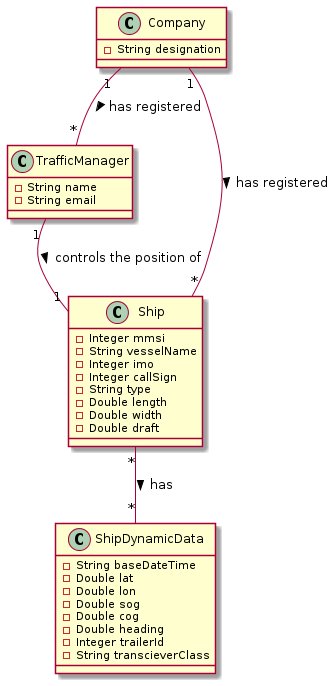 C Company
String designation
1
1
has registered
*
C TrafficManager
String name
String email
has registered
1
controls the position of
*
1
C Ship
Integer mmsi
String vesselName
Integer imo
Integer callSign
String type
Double length
Double width
Double draft
*
has
*
C ShipDynamicData
String baseDateTime
Double lat
Double lon
Double sog
Double cog
Double heading
Integer trailerId
String transcieverClass